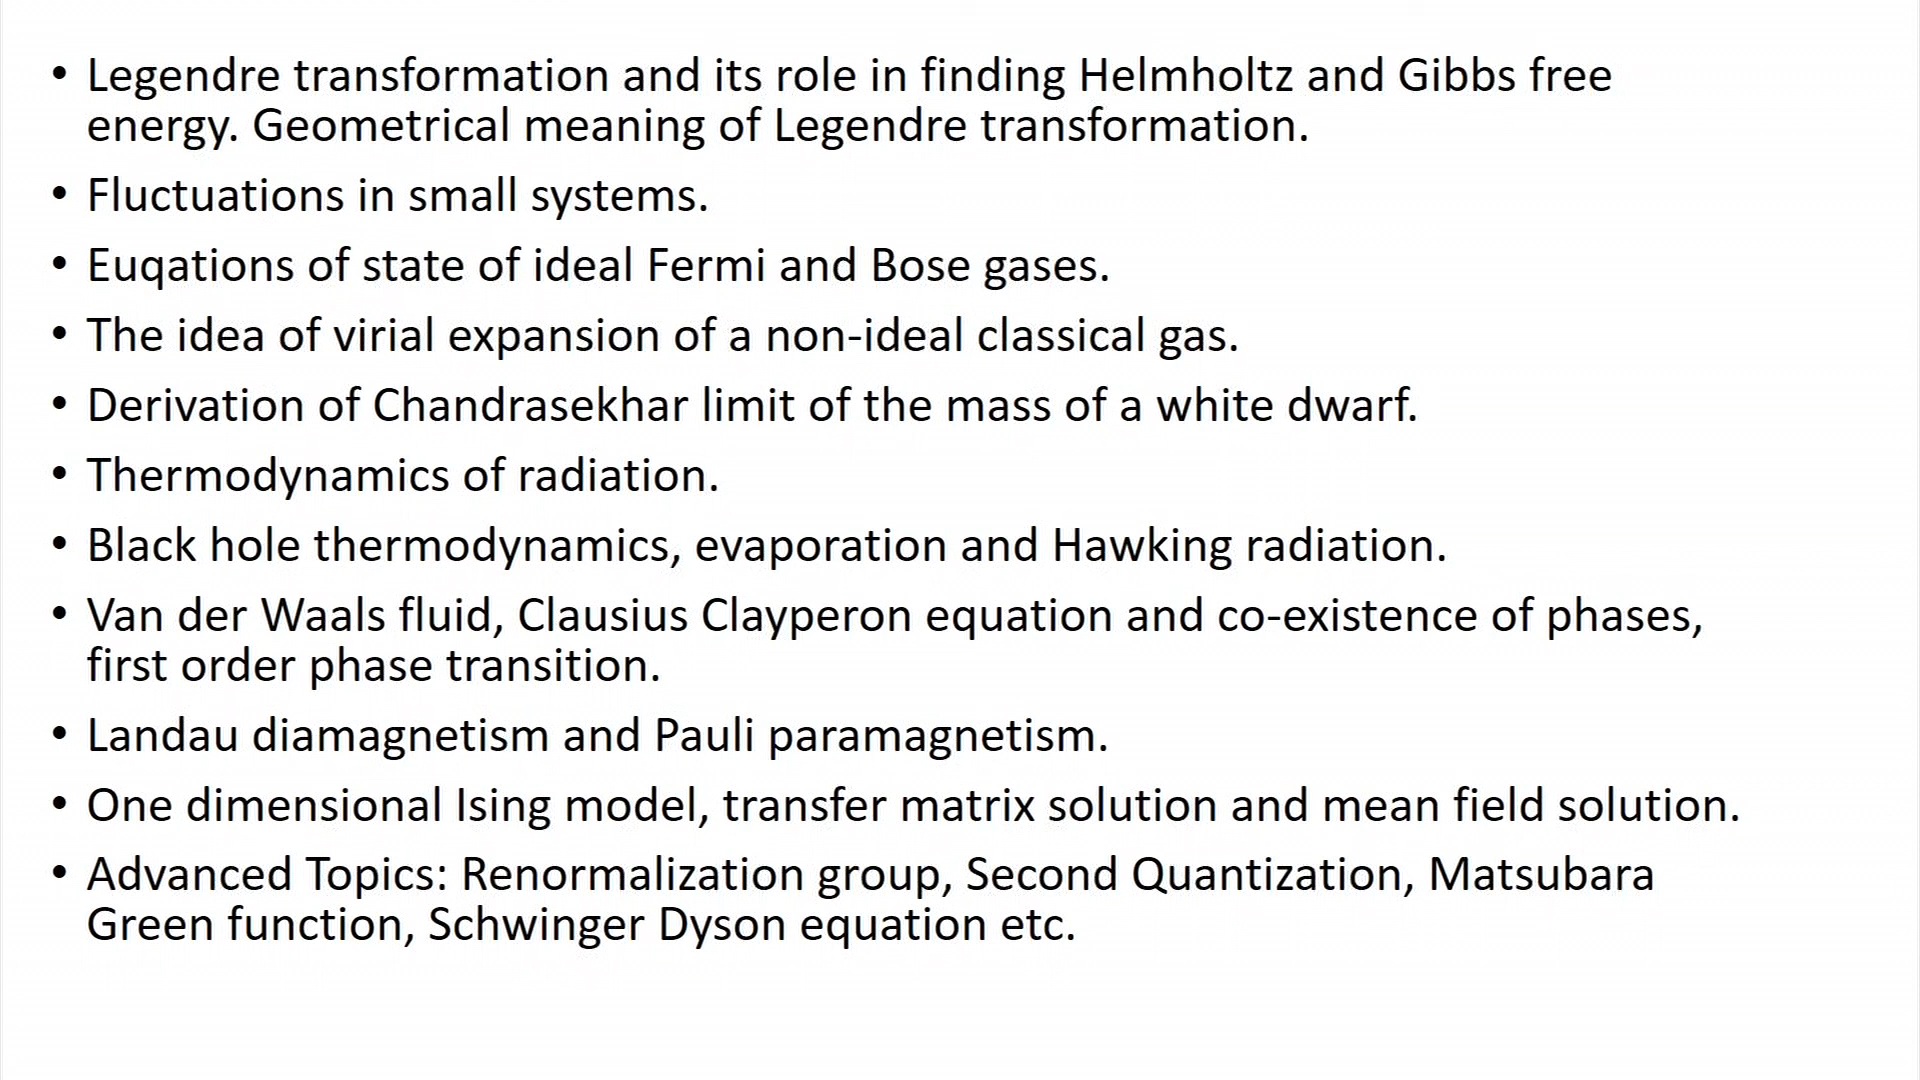 • Legendre transformation and its role in finding Helmholtz and Gibbs free
energy. Geometrical meaning of Legendre transformation.
• Fluctuations in small systems.
• Euqations of state of ideal Fermi and Bose gases.
• The idea of virial expansion of a non-ideal classical gas.
• Derivation of Chandrasekhar limit of the mass of a white dwarf.
• Thermodynamics of radiation.
• Black hole thermodynamics, evaporation and Hawking radiation.
• Van der Waals fluid, Clausius Clayperon equation and co-existence of phases,
first order phase transition.
• Landau diamagnetism and Pauli paramagnetism.
• One dimensional Ising model, transfer matrix solution and mean field solution.
• Advanced Topics: Renormalization group, Second Quantization, Matsubara
Green function, Schwinger Dyson equation etc.